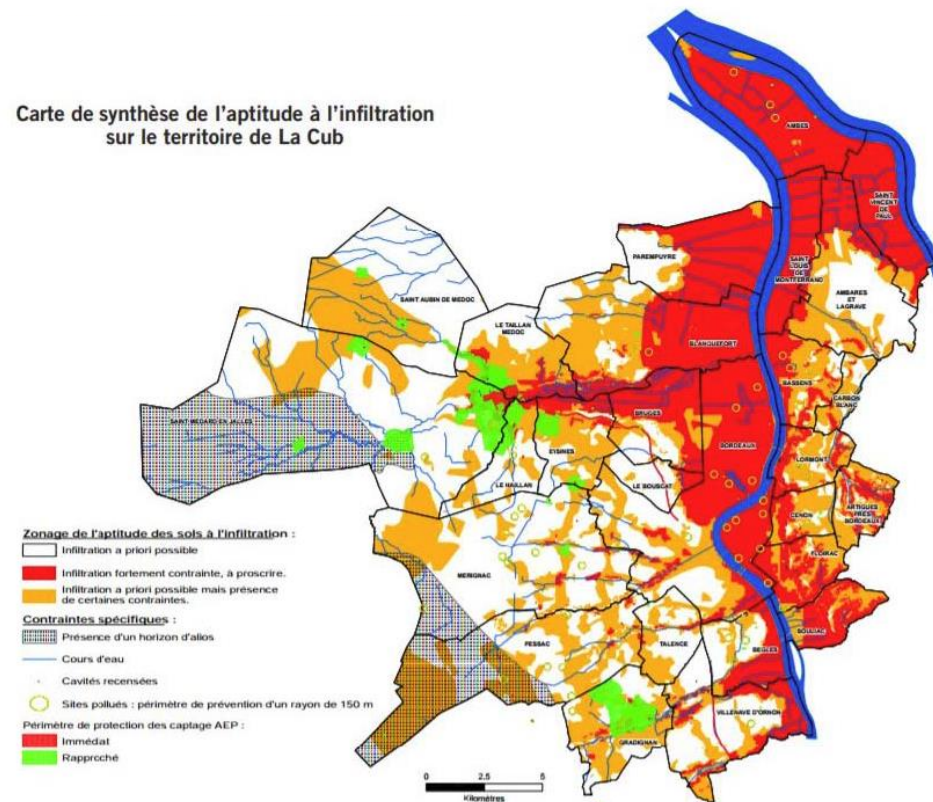 Carte de synthèse de l'aptitude à l'infiltration
sur le territoire de La Cub
AMBES
SAINT
VINCENT
DE
PAUL
PAREMPUYRE
SAINT
LOUIS
DE
MONTFERRAND
AMBARES
ET
LAGRAVE
SAINT AUBIN DE MEDOC
LE TAILLAN
MEDOC
BLANQUEFORT
BASSENS
CARBON
BLANC
SAINT MEDARD EN JALLES
BRUGES
BORDEAUX
EISINES
LORMONT
LE HAILLAN
LE BOUSCAT
ARTIGUES
PRES
BORDEAUX
CENON
FLOIRAC
MERIGNAC
BOULIAC
PESSAC
TALENCE
BEGLES
VILLENAVE D'ORNON
GRADIGNAN
Zonage de l'aptitude des sols à l'infiltration :
Infiltration a priori possible
Infiltration fortement contrainte, à proscrire.
Infiltration a priori possible mais présence
de certaines contraintes.
Contraintes spécifiques :
Présence d'un horizon d'alios
Cours d'eau
Cavités recensées
Sites pollués : périmètre de prévention d'un rayon de 150 m
Périmètre de protection des captage AEP :
Immédiat
Rapproché
0 2.5 5
Kilomètres